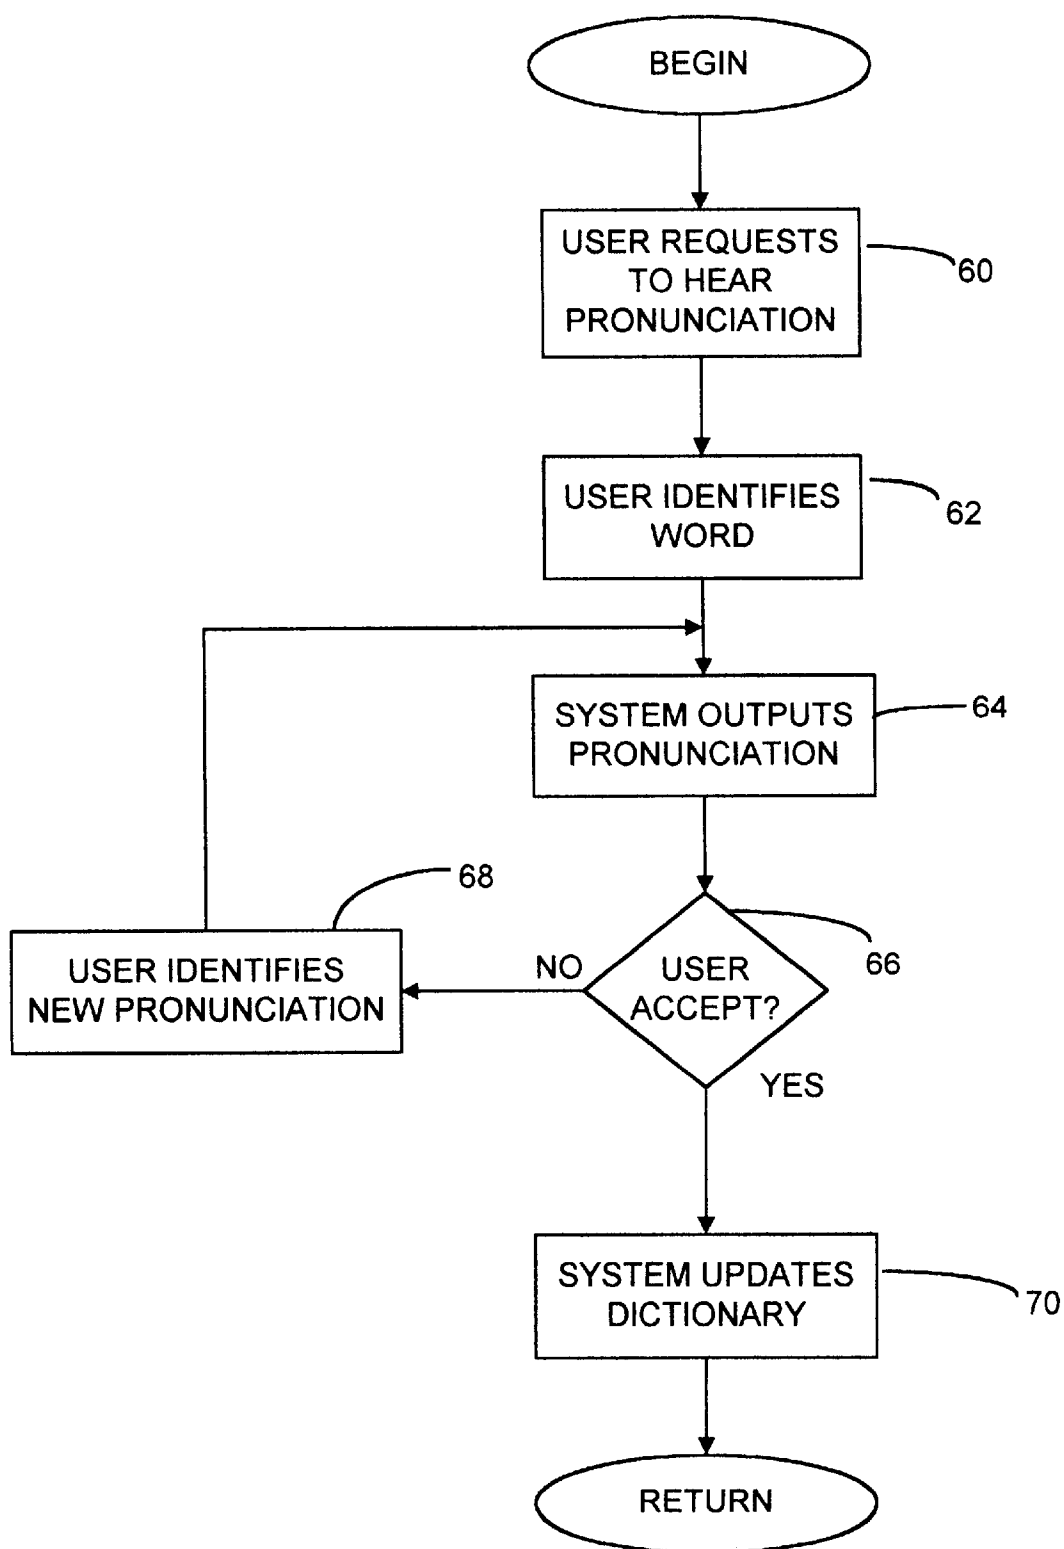 BEGIN
USER REQUESTS
TO HEAR
PRONUNCIATION
60
USER IDENTIFIES
WORD
62
SYSTEM OUTPUTS
PRONUNCIATION
64
68
USER IDENTIFIES
NEW PRONUNCIATION
NO
USER
ACCEPT?
66
YES
SYSTEM UPDATES
DICTIONARY
70
RETURN